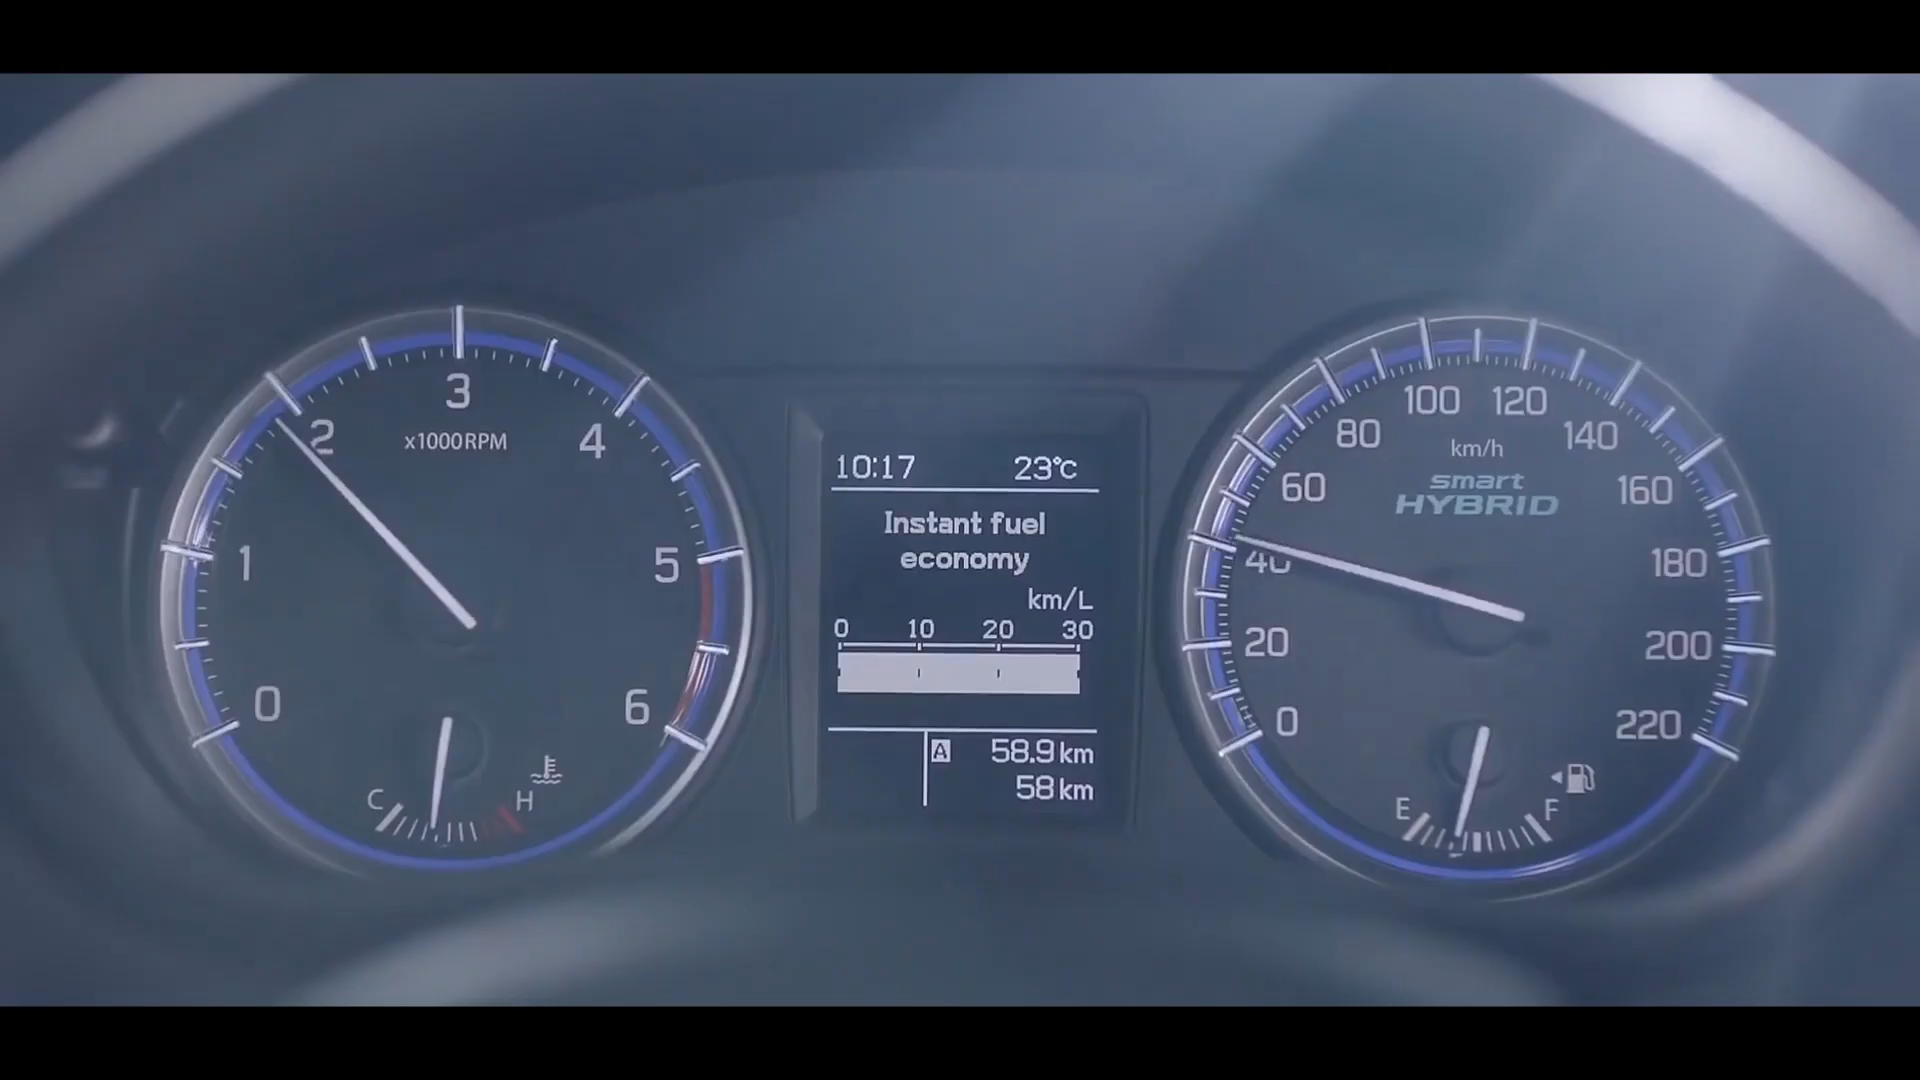 0
1
2
3
4
5
6
x1000RPM
C
H
10:17 23°C
Instant fuel
economy
km/L
0 10 20 30
A 58.9 km
58 km
0
20
40
60
80
100
120
140
160
180
200
220
km/h
smart
HYBRID
E
F